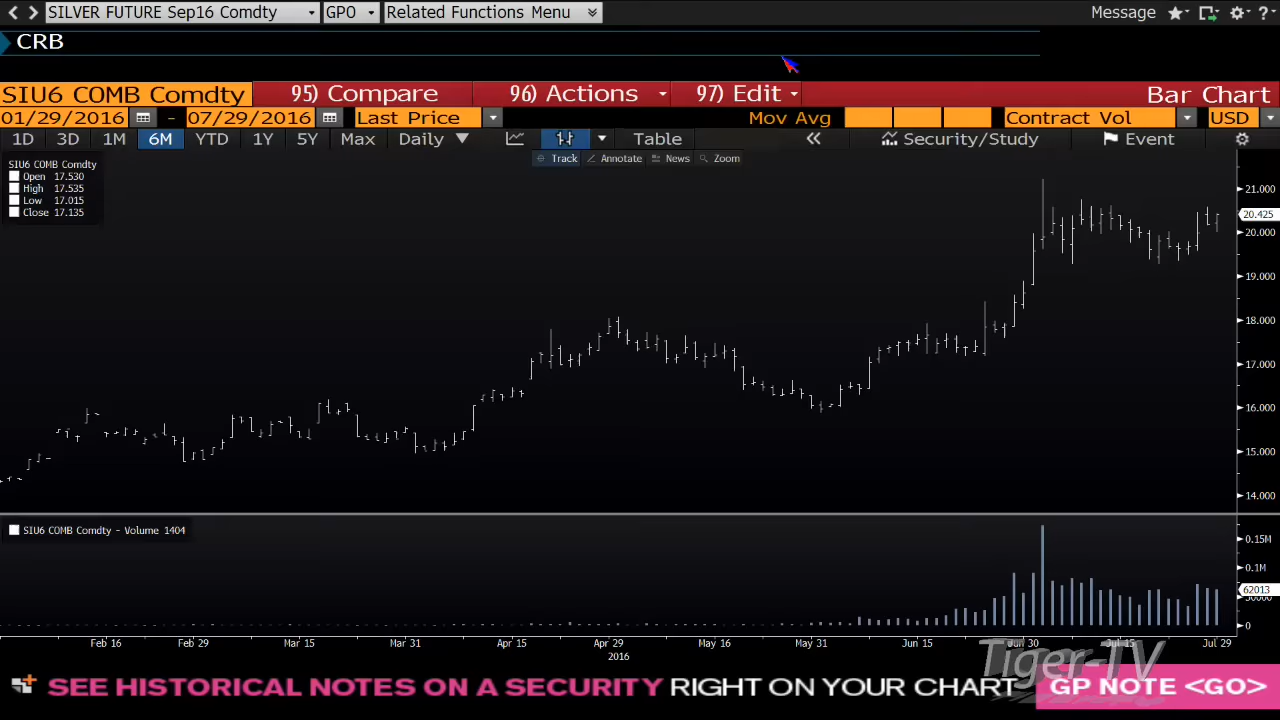 SILVER FUTURE Sep16 Comdty GPO Related Functions Menu Message ?
CRB
SIU6 COMB Comdty 95) Compare 96) Actions 97) Edit Bar Chart
01/29/2016 - 07/29/2016 Last Price Mov Avg Contract Vol USD
1D 3D 1M 6M YTD 1Y 5Y Max Daily Table Security/Study Event
Track Annotate News Zoom
SIU6 COMB Comdty
Open 17.530
High 17.535
Low 17.015
Close 17.135
21.000
20.425
20.000
19.000
18.000
17.000
16.000
15.000
14.000
SIU6 COMB Comdty - Volume 1404
0.15M
0.1M
62013
50000
0
Feb 16 Feb 29 Mar 15 Mar 31 Apr 15 Apr 29 May 16 May 31 Jun 15 Jun 30 Jul 15 Jul 29
2016
Tiger-TV
SEE HISTORICAL NOTES ON A SECURITY RIGHT ON YOUR CHART GP NOTE <GO>